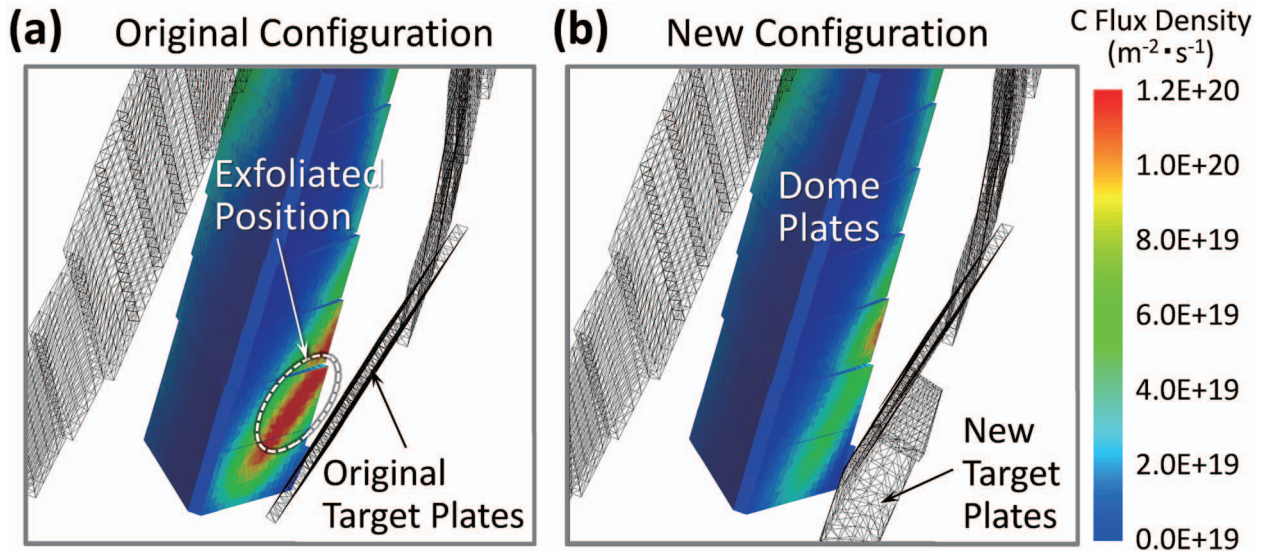 (a) Original Configuration
(b) New Configuration
C Flux Density
(m⁻²·s⁻¹)
Exfoliated
Position
Original
Target Plates
Dome
Plates
New
Target
Plates
1.2E+20
1.0E+20
8.0E+19
6.0E+19
4.0E+19
2.0E+19
0.0E+19